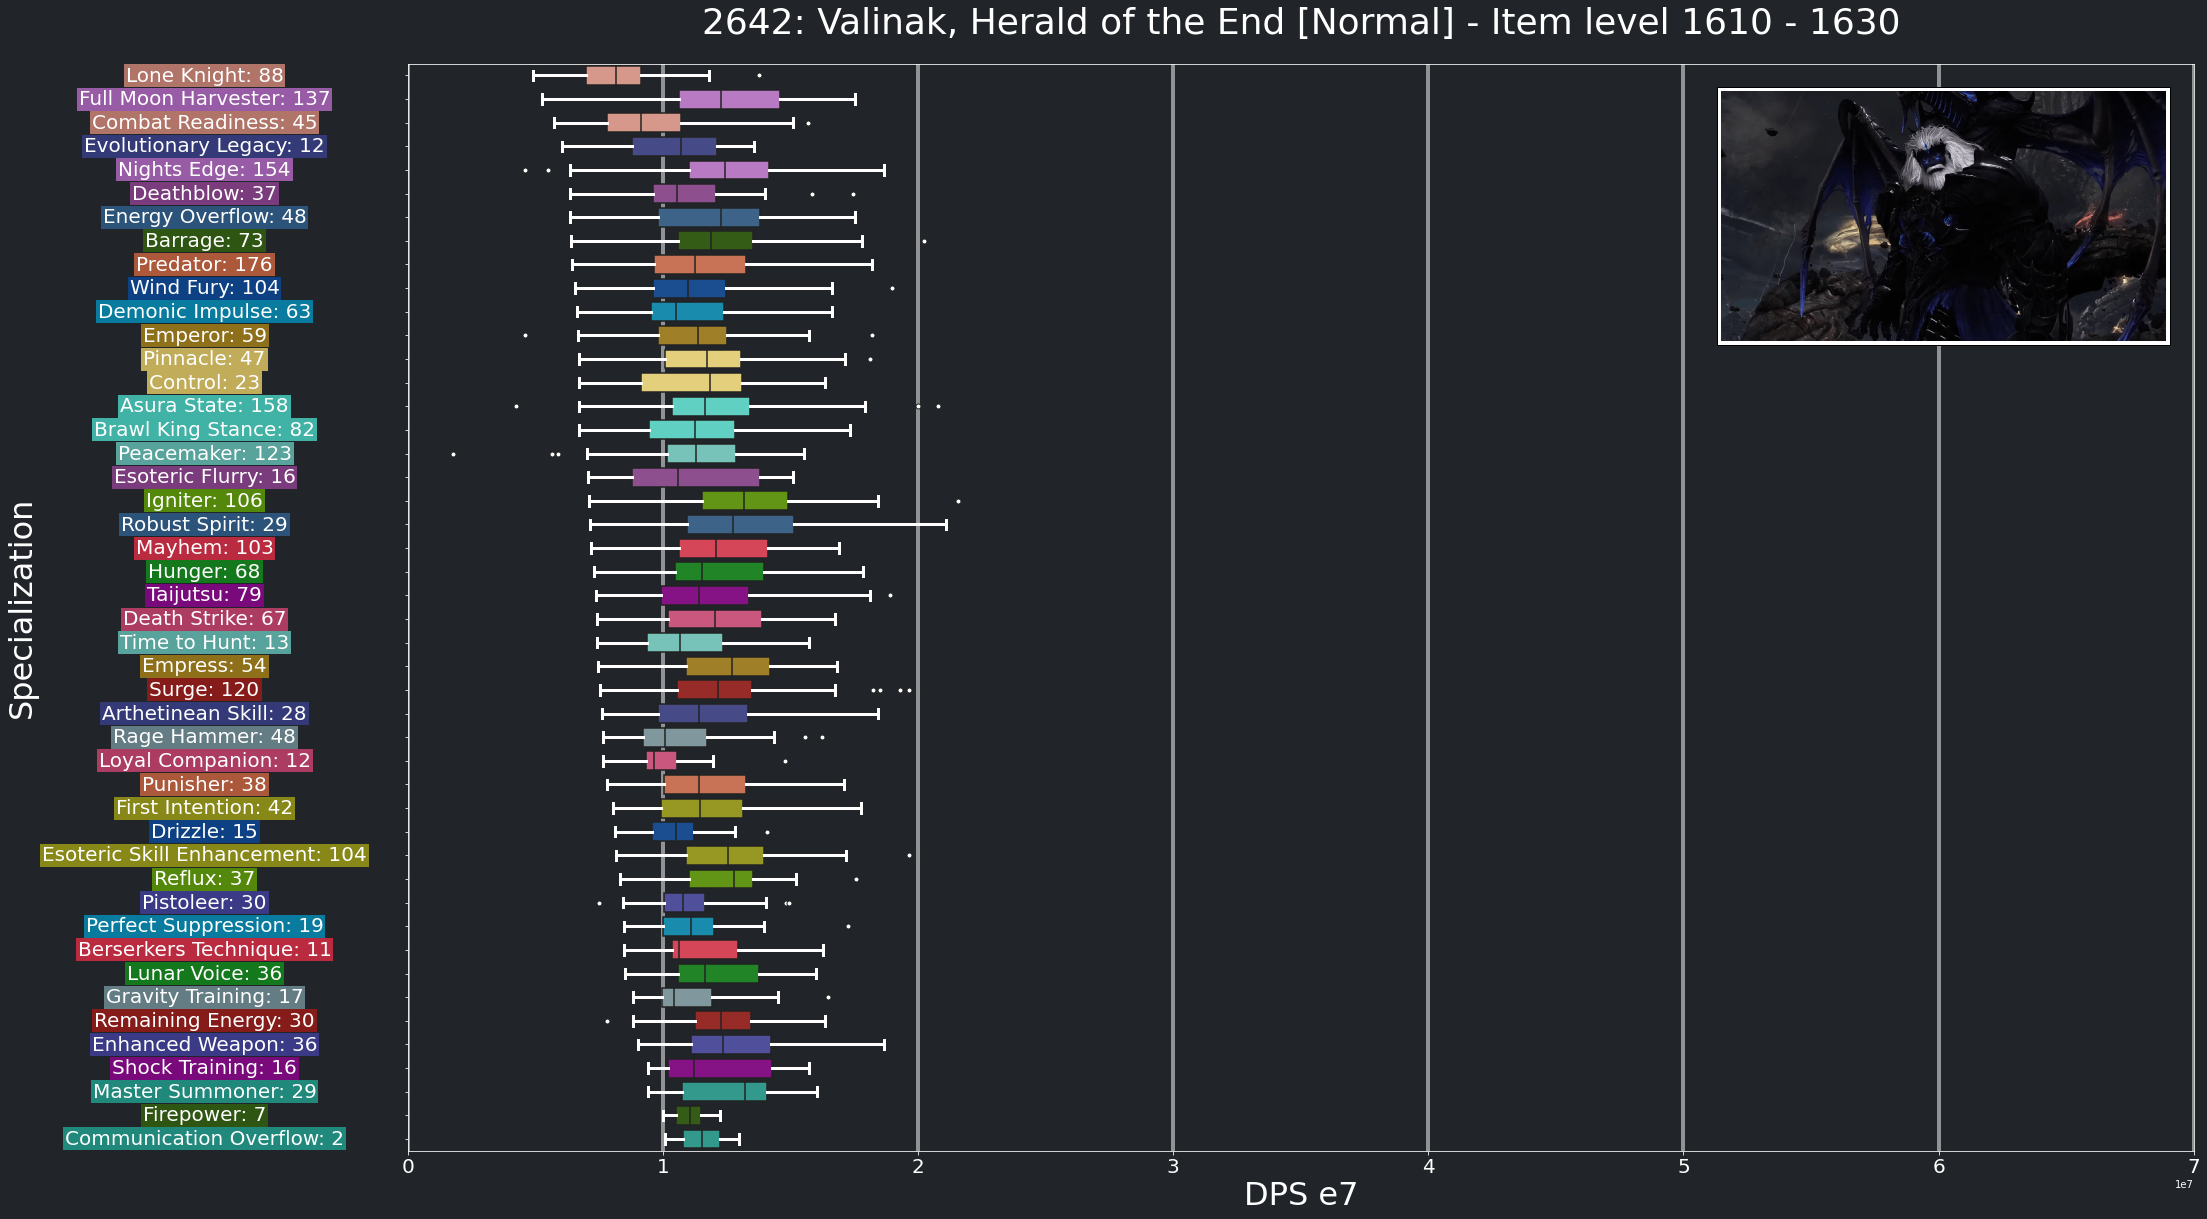 2642: Valinak, Herald of the End [Normal] - Item level 1610 - 1630
Specialization
Lone Knight: 88
Full Moon Harvester: 137
Combat Readiness: 45
Evolutionary Legacy: 12
Nights Edge: 154
Deathblow: 37
Energy Overflow: 48
Barrage: 73
Predator: 176
Wind Fury: 104
Demonic Impulse: 63
Emperor: 59
Pinnacle: 47
Control: 23
Asura State: 158
Brawl King Stance: 82
Peacemaker: 123
Esoteric Flurry: 16
Igniter: 106
Robust Spirit: 29
Mayhem: 103
Hunger: 68
Taijutsu: 79
Death Strike: 67
Time to Hunt: 13
Empress: 54
Surge: 120
Arthetinean Skill: 28
Rage Hammer: 48
Loyal Companion: 12
Punisher: 38
First Intention: 42
Drizzle: 15
Esoteric Skill Enhancement: 104
Reflux: 37
Pistoleer: 30
Perfect Suppression: 19
Berserkers Technique: 11
Lunar Voice: 36
Gravity Training: 17
Remaining Energy: 30
Enhanced Weapon: 36
Shock Training: 16
Master Summoner: 29
Firepower: 7
Communication Overflow: 2
0 1 2 3 4 5 6 7
1e7
DPS e7